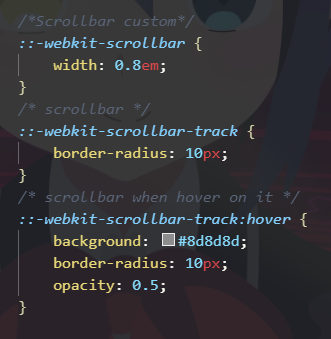 /*Scrollbar custom*/
::-webkit-scrollbar {
    width: 0.8em;
}
/* scrollbar */
::-webkit-scrollbar-track {
    border-radius: 10px;
}
/* scrollbar when hover on it */
::-webkit-scrollbar-track:hover {
    background: #8d8d8d;
    border-radius: 10px;
    opacity: 0.5;
}